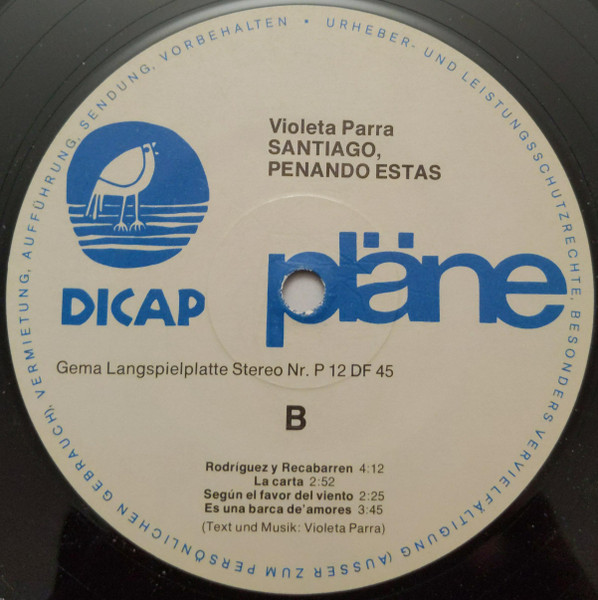 URHEBER- UND LEISTUNGSSCHUTZRECHTE, BESONDERS VERVIELFÄLTIGUNG (AUSSER ZUM PERSÖNLICHEN GEBRAUCH), VERMIETUNG, AUFFÜHRUNG, SENDUNG, VORBEHALTEN •
Violeta Parra
SANTIAGO,
PENANDO ESTAS
DICAP
pläne
Gema Langspielplatte Stereo Nr. P 12 DF 45
B
Rodríguez y Recabarren 4:12
La carta 2:52
Según el favor del viento 2:25
Es una barca de'amores 3:45
(Text und Musik: Violeta Parra)